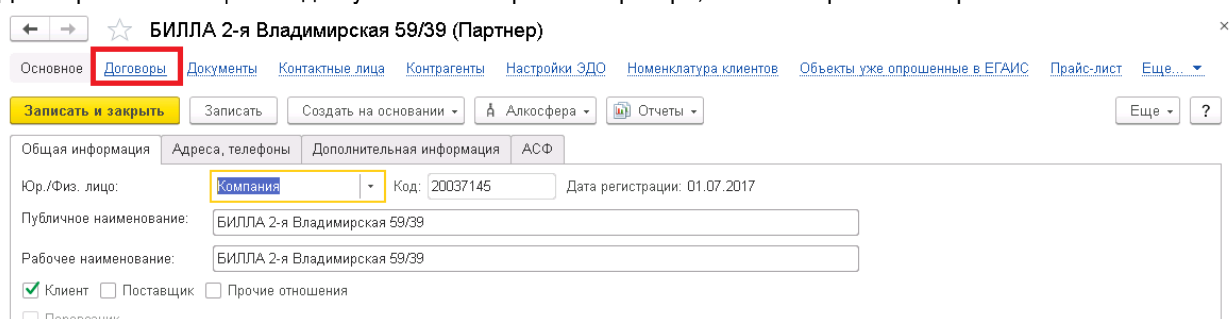 БИЛЛА 2-я Владимирская 59/39 (Партнер)
Основное Договоры Документы Контактные лица Контрагенты Настройки ЭДО Номенклатура клиентов Объекты уже опрошенные в ЕГАИС Прайс-лист Еще...
Записать и закрыть Записать Создать на основании Алкосфера Отчеты Еще ?
Общая информация Адреса, телефоны Дополнительная информация АСФ
Юр./Физ. лицо: Компания Код: 20037145 Дата регистрации: 01.07.2017
Публичное наименование: БИЛЛА 2-я Владимирская 59/39
Рабочее наименование: БИЛЛА 2-я Владимирская 59/39
Клиент Поставщик Прочие отношения